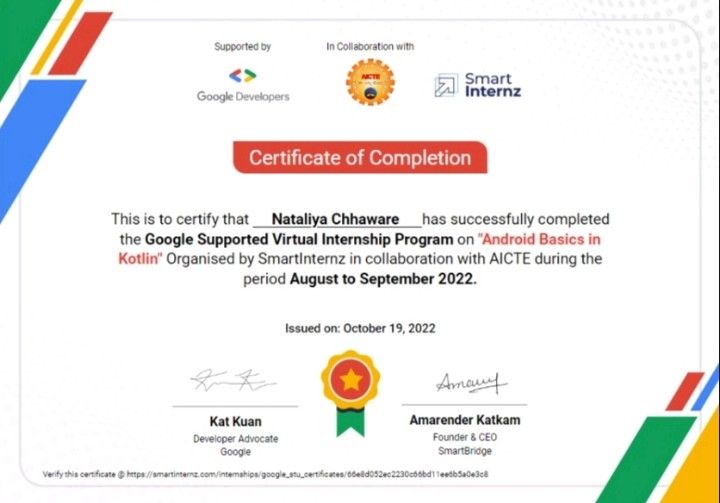 Supported by
In Collaboration with
Google Developers
AICTE
Smart
Internz
Certificate of Completion
This is to certify that Nataliya Chhaware has successfully completed
the Google Supported Virtual Internship Program on "Android Basics in
Kotlin" Organised by SmartInternz in collaboration with AICTE during the
period August to September 2022.
Issued on: October 19, 2022
Kat Kuan
Developer Advocate
Google
Amarender Katkam
Founder & CEO
SmartBridge
Verify this certificate @ https://smartinternz.com/internships/google_stu_certificates/66e8d052ec2230c66bd11ee6b5a0e3c8